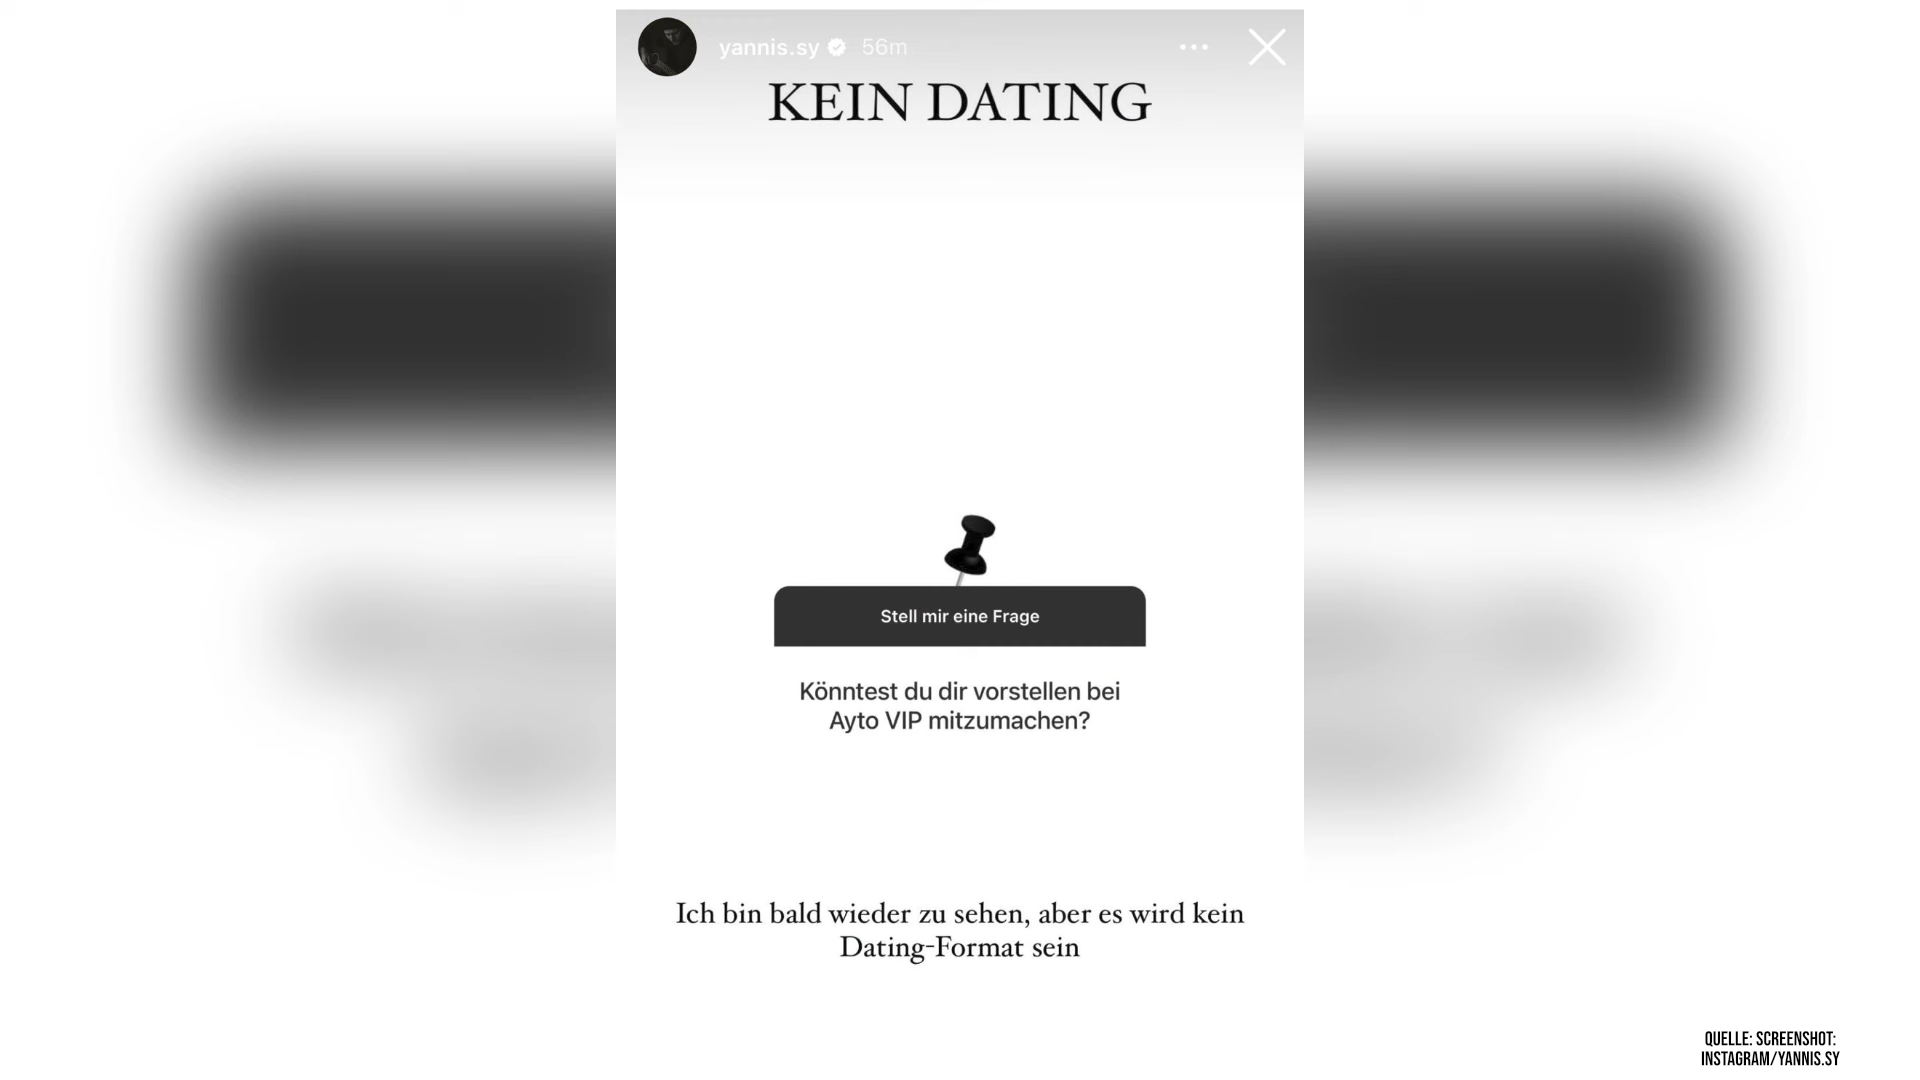 yannis.sy 56m
KEIN DATING
Stell mir eine Frage
Könntest du dir vorstellen bei
Ayto VIP mitzumachen?
Ich bin bald wieder zu sehen, aber es wird kein
Dating-Format sein
QUELLE: SCREENSHOT:
INSTAGRAM/YANNIS.SY